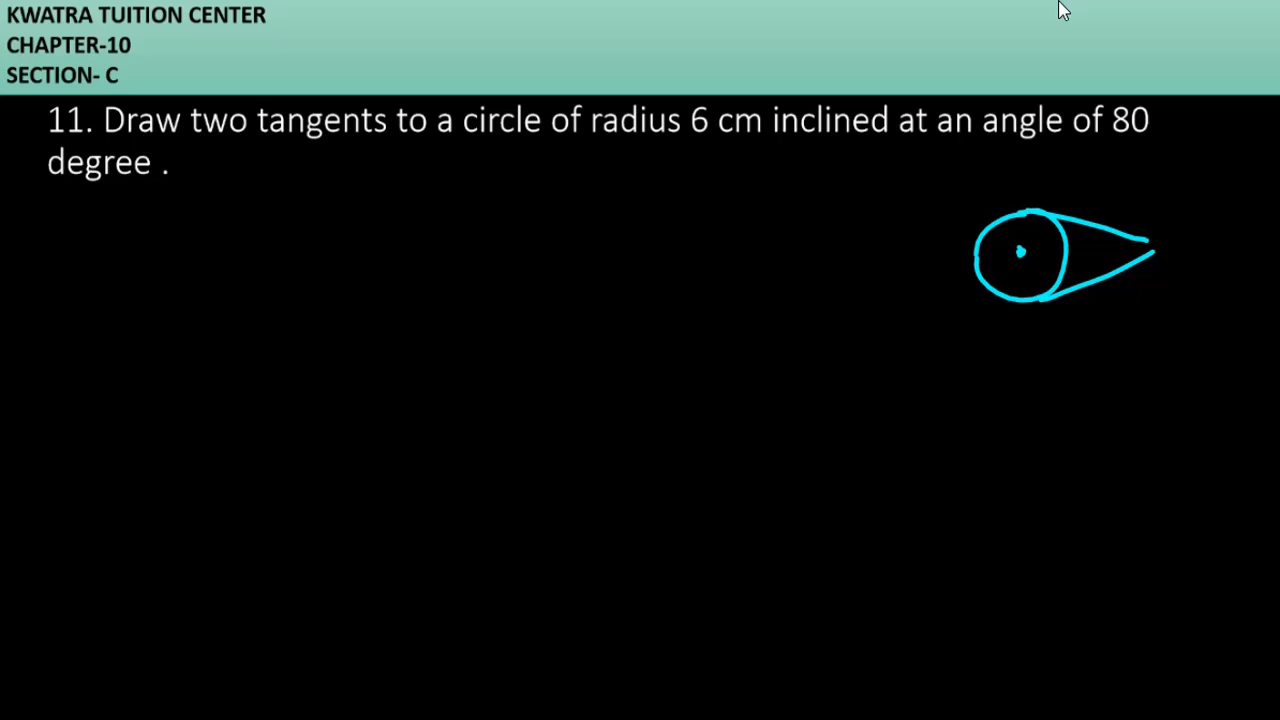 KWATRA TUITION CENTER
CHAPTER-10
SECTION- C
11. Draw two tangents to a circle of radius 6 cm inclined at an angle of 80
degree .